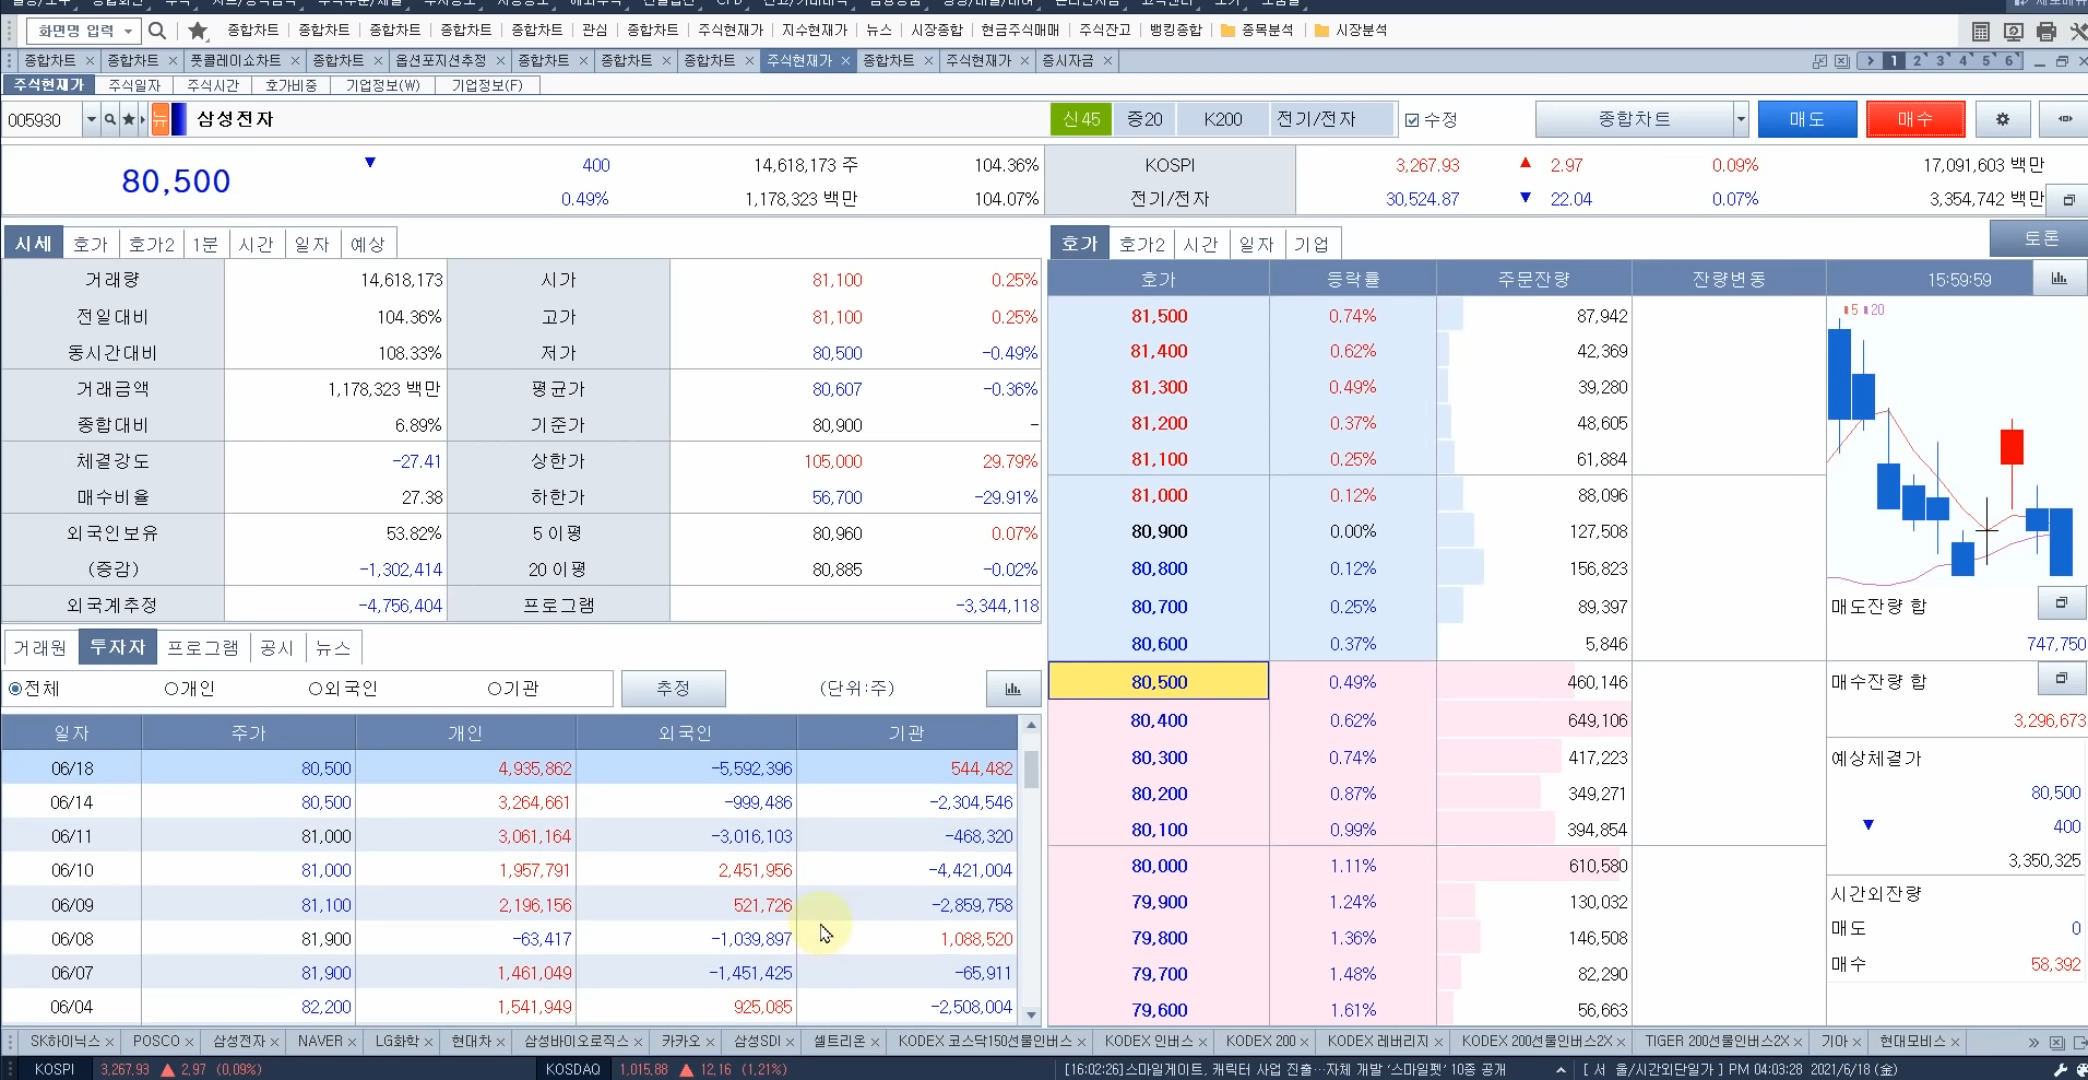 화면명 입력 종합차트 종합차트 종합차트 종합차트 종합차트 관심 종합차트 주식현재가 지수현재가 뉴스 시장종합 현금주식매매 주식잔고 뱅킹종합 종목분석 시장분석
종합차트 × 종합차트 × 풋콜레이쇼차트 × 종합차트 × 옵션포지션추정 × 종합차트 × 종합차트 × 종합차트 × 주식현재가 × 종합차트 × 주식현재가 × 증시자금 × 1 2 3 4 5 6
주식현재가 주식일자 주식시간 호가비중 기업정보(W) 기업정보(F)
005930 뉴 삼성전자 신45 증20 K200 전기/전자 수정 종합차트 매도 매수
80,500 ▼ 400 14,618,173 주 104.36% KOSPI 3,267.93 ▲ 2.97 0.09% 17,091,603 백만
0.49% 1,178,323 백만 104.07% 전기/전자 30,524.87 ▼ 22.04 0.07% 3,354,742 백만
시세 호가 호가2 1분 시간 일자 예상
거래량 14,618,173 시가 81,100 0.25%
전일대비 104.36% 고가 81,100 0.25%
동시간대비 108.33% 저가 80,500 -0.49%
거래금액 1,178,323 백만 평균가 80,607 -0.36%
종합대비 6.89% 기준가 80,900 -
체결강도 -27.41 상한가 105,000 29.79%
매수비율 27.38 하한가 56,700 -29.91%
외국인보유 53.82% 5 이평 80,960 0.07%
(증감) -1,302,414 20 이평 80,885 -0.02%
외국계추정 -4,756,404 프로그램 -3,344,118
거래원 투자자 프로그램 공시 뉴스
전체 개인 외국인 기관 추정 (단위:주)
일자 주가 개인 외국인 기관
06/18 80,500 4,935,862 -5,592,396 544,482
06/14 80,500 3,264,661 -999,486 -2,304,546
06/11 81,000 3,061,164 -3,016,103 -468,320
06/10 81,000 1,957,791 2,451,956 -4,421,004
06/09 81,100 2,196,156 521,726 -2,859,758
06/08 81,900 -63,417 -1,039,897 1,088,520
06/07 81,900 1,461,049 -1,451,425 -65,911
06/04 82,200 1,541,949 925,085 -2,508,004
호가 호가2 시간 일자 기업 토론
호가 등락률 주문잔량 잔량변동 15:59:59
81,500 0.74% 87,942
81,400 0.62% 42,369
81,300 0.49% 39,280
81,200 0.37% 48,605
81,100 0.25% 61,884
81,000 0.12% 88,096
80,900 0.00% 127,508
80,800 0.12% 156,823
80,700 0.25% 89,397
80,600 0.37% 5,846
80,500 0.49% 460,146
80,400 0.62% 649,106
80,300 0.74% 417,223
80,200 0.87% 349,271
80,100 0.99% 394,854
80,000 1.11% 610,580
79,900 1.24% 130,032
79,800 1.36% 146,508
79,700 1.48% 82,290
79,600 1.61% 56,663
5 20
매도잔량 합
747,750
매수잔량 합
3,296,673
예상체결가
80,500
▼ 400
3,350,325
시간외잔량
매도 0
매수 58,392
SK하이닉스 × POSCO × 삼성전자 × NAVER × LG화학 × 현대차 × 삼성바이오로직스 × 카카오 × 삼성SDI × 셀트리온 × KODEX 코스닥150선물인버스 × KODEX 인버스 × KODEX 200 × KODEX 레버리지 × KODEX 200선물인버스2X × TIGER 200선물인버스2X × 기아 × 현대모비스 ×
KOSPI 3,267.93 ▲ 2.97 (0.09%) KOSDAQ 1,015.88 ▲ 12.16 (1.21%) [16:02:26]스마일게이트, 캐릭터 사업 진출…자체 개발 '스마일펫' 10종 공개 [ 서 울/시간외단일가 ] PM 04:03:28 2021/6/18 (금)